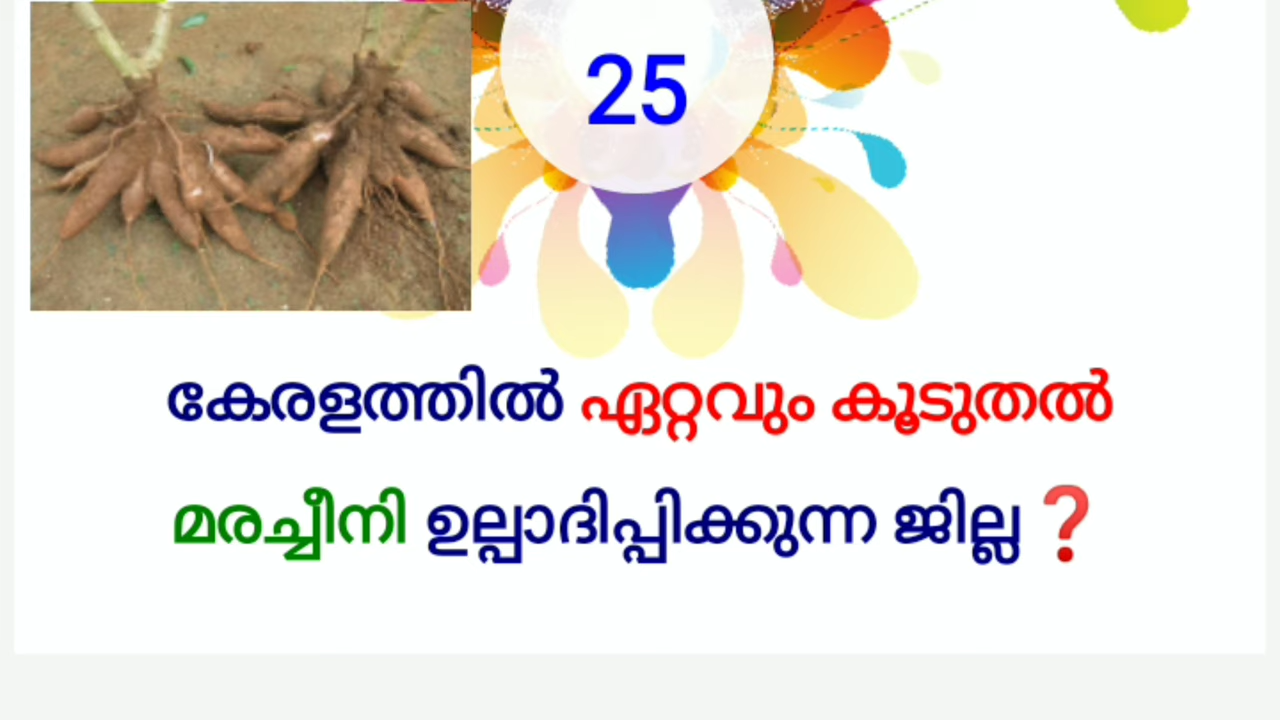 25
കേരളത്തിൽ ഏറ്റവും കൂടുതൽ
മരച്ചീനി ഉല്പാദിപ്പിക്കുന്ന ജില്ല❓